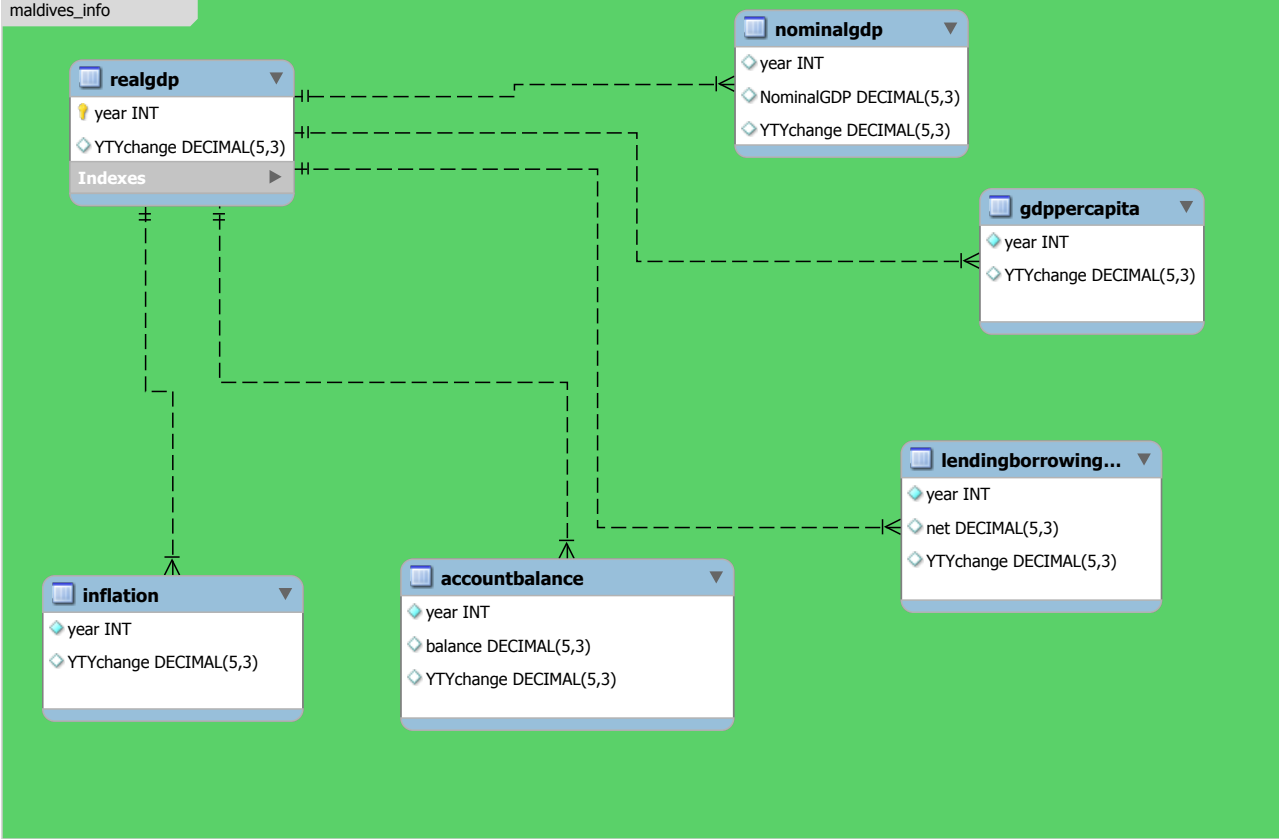 maldives_info
realgdp
year INT
YTYchange DECIMAL(5,3)
Indexes
nominalgdp
year INT
NominalGDP DECIMAL(5,3)
YTYchange DECIMAL(5,3)
gdppercapita
year INT
YTYchange DECIMAL(5,3)
lendingborrowing...
year INT
net DECIMAL(5,3)
YTYchange DECIMAL(5,3)
inflation
year INT
YTYchange DECIMAL(5,3)
accountbalance
year INT
balance DECIMAL(5,3)
YTYchange DECIMAL(5,3)